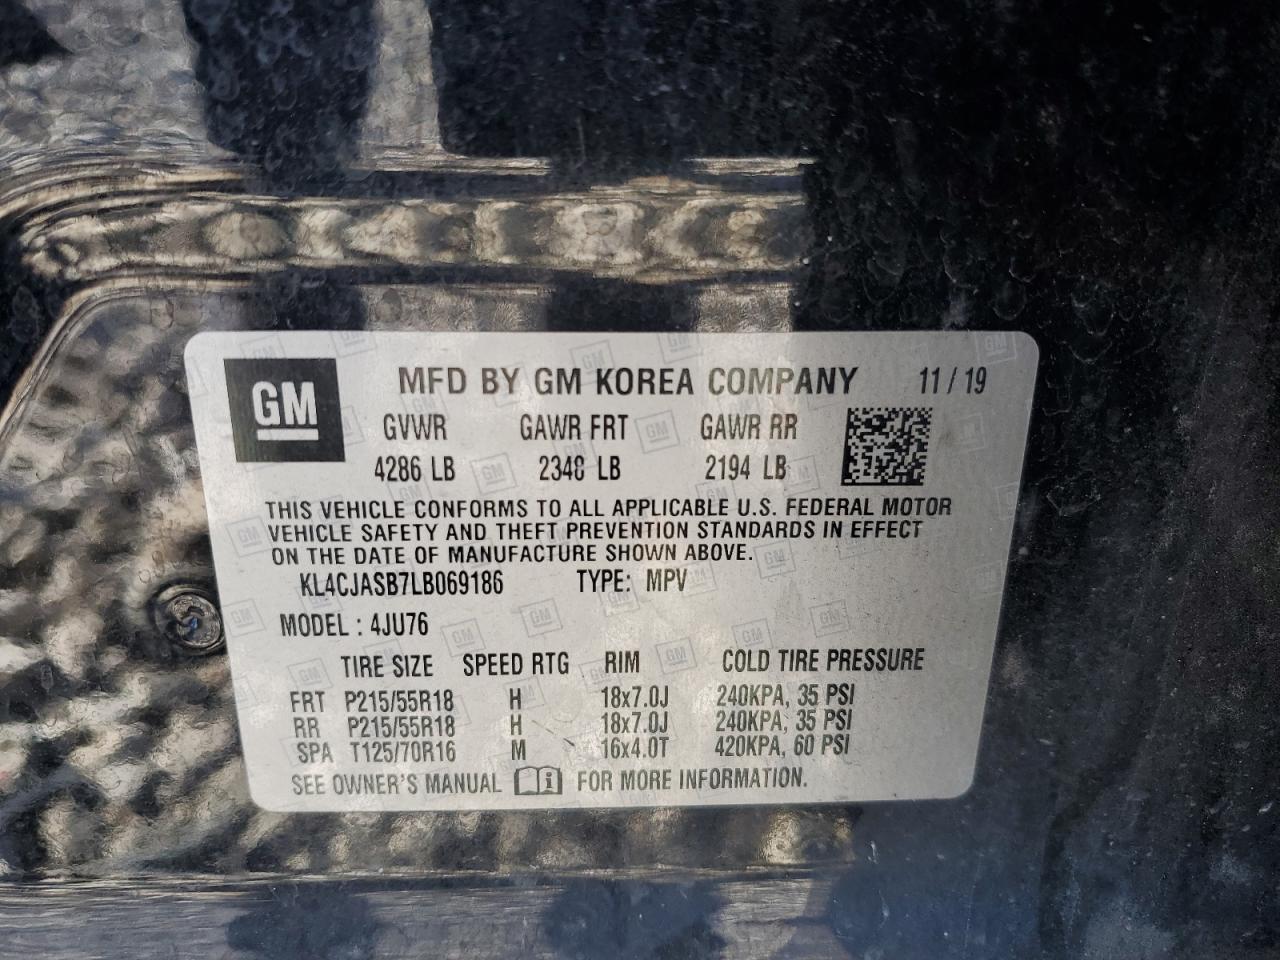 GM
MFD BY GM KOREA COMPANY 11/19
GVWR GAWR FRT GAWR RR
4286 LB 2348 LB 2194 LB
THIS VEHICLE CONFORMS TO ALL APPLICABLE U.S. FEDERAL MOTOR
VEHICLE SAFETY AND THEFT PREVENTION STANDARDS IN EFFECT
ON THE DATE OF MANUFACTURE SHOWN ABOVE.
KL4CJASB7LB069186 TYPE: MPV
MODEL : 4JU76
TIRE SIZE SPEED RTG RIM COLD TIRE PRESSURE
FRT P215/55R18 H 18x7.0J 240KPA, 35 PSI
RR P215/55R18 H 18x7.0J 240KPA, 35 PSI
SPA T125/70R16 M 16x4.0T 420KPA, 60 PSI
SEE OWNER'S MANUAL FOR MORE INFORMATION.